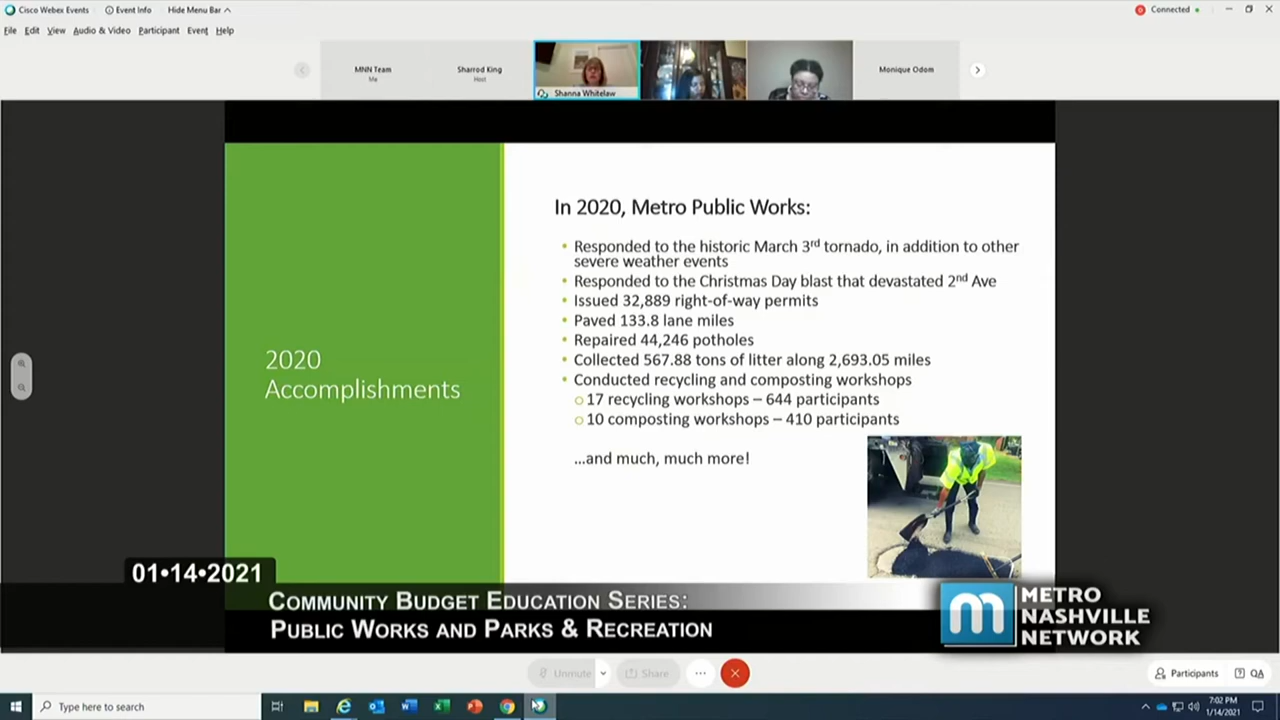 Cisco Webex Events
Event Info
Hide Menu Bar
Connected
File Edit View Audio & Video Participant Event Help
MNN Team
Me
Sharrod King
Host
Shanna Whitelaw
Monique Odom
In 2020, Metro Public Works:
• Responded to the historic March 3rd tornado, in addition to other
severe weather events
• Responded to the Christmas Day blast that devastated 2nd Ave
• Issued 32,889 right-of-way permits
• Paved 133.8 lane miles
• Repaired 44,246 potholes
• Collected 567.88 tons of litter along 2,693.05 miles
• Conducted recycling and composting workshops
○ 17 recycling workshops – 644 participants
○ 10 composting workshops – 410 participants
...and much, much more!
2020
Accomplishments
01•14•2021
COMMUNITY BUDGET EDUCATION SERIES:
PUBLIC WORKS AND PARKS & RECREATION
m
METRO
NASHVILLE
NETWORK
Unmute
Share
Participants
QA
Type here to search
7:02 PM
1/14/2021